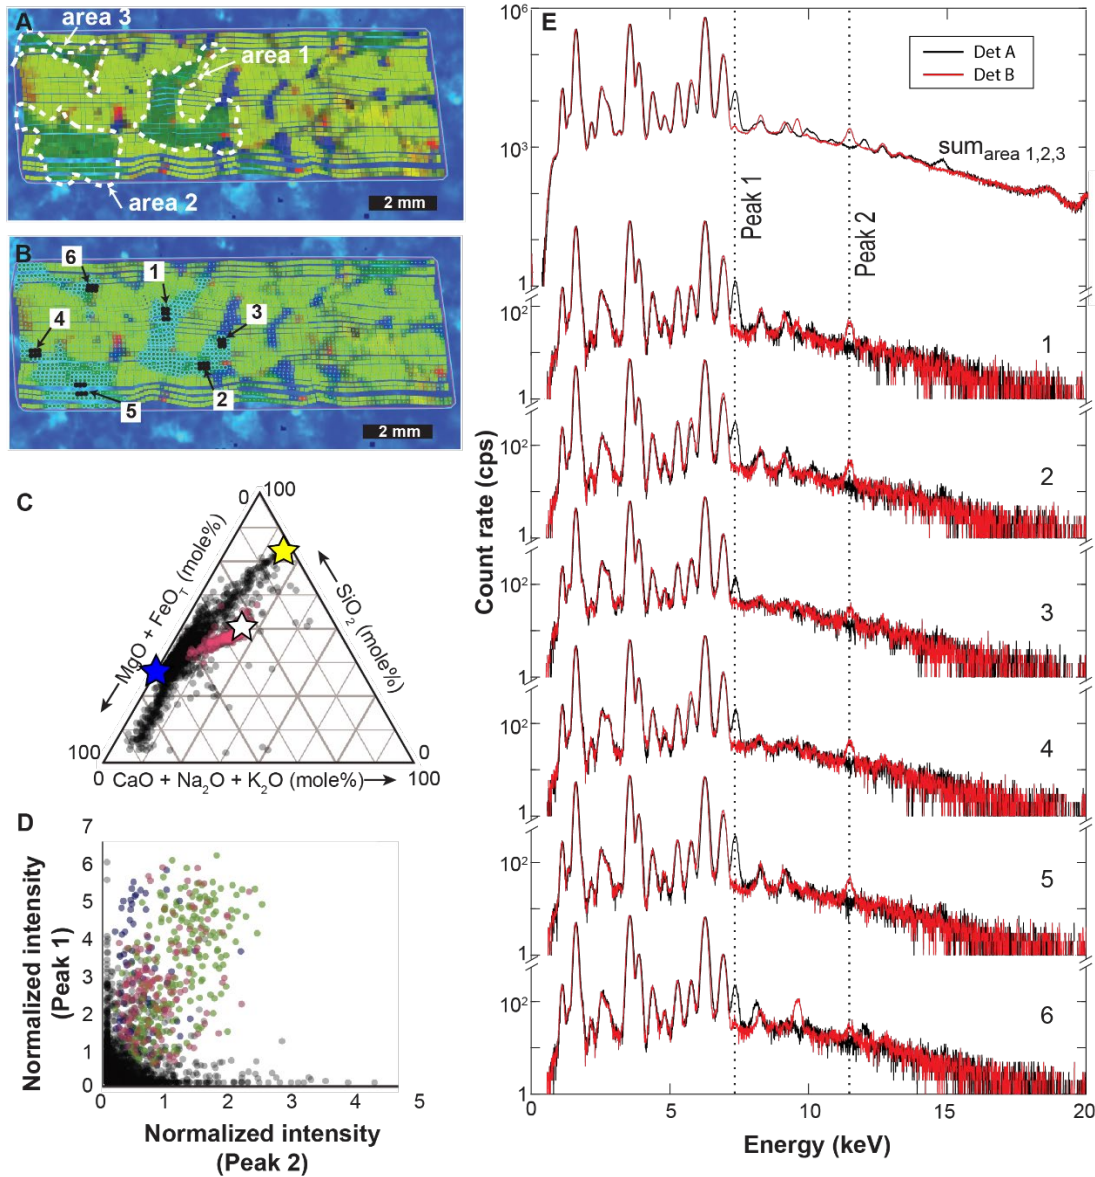 A
area 3
area 1
area 2
2 mm
B
6
1
3
4
2
5
2 mm
C
0
100
MgO + FeO_T (mole%)
SiO_2 (mole%)
100
0
0
100
CaO + Na_2O + K_2O (mole%)
D
7
6
5
4
3
2
1
0
0
1
2
3
4
5
Normalized intensity
(Peak 1)
Normalized intensity
(Peak 2)
E
10^6
10^3
1
Det A
Det B
sum_area 1,2,3
Peak 1
Peak 2
10^2
1
1
10^2
1
2
10^2
1
3
10^2
1
4
10^2
1
5
10^2
1
6
Count rate (cps)
0
5
10
15
20
Energy (keV)